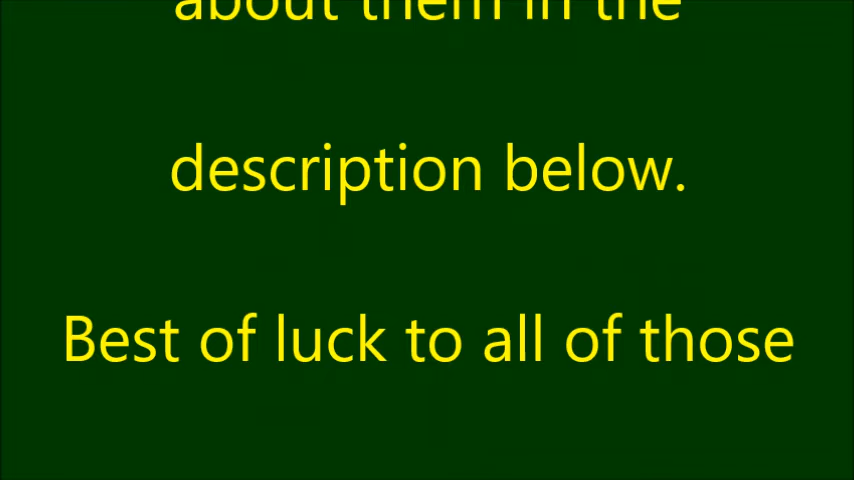 about them in the
description below.
Best of luck to all of those